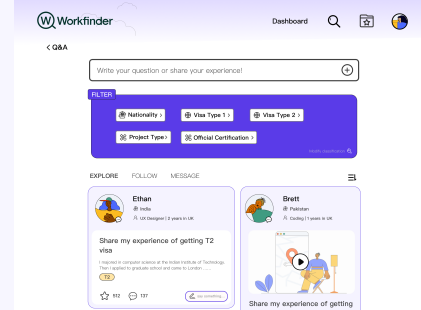 Workfinder
Dashboard
< Q&A
Write your question or share your experience!
FILTER
Nationality >
Visa Type 1 >
Visa Type 2 >
Project Type >
Official Certification >
EXPLORE FOLLOW MESSAGE
Ethan
India
UX Designer | 2 years in UK
Share my experience of getting T2
visa
I majored in computer science at the Indian Institute of Technology.
Then I applied to graduate school and came to London ......
T2
512
137
say something...
Brett
Pakistan
Coding | 1 years in UK
Share my experience of getting